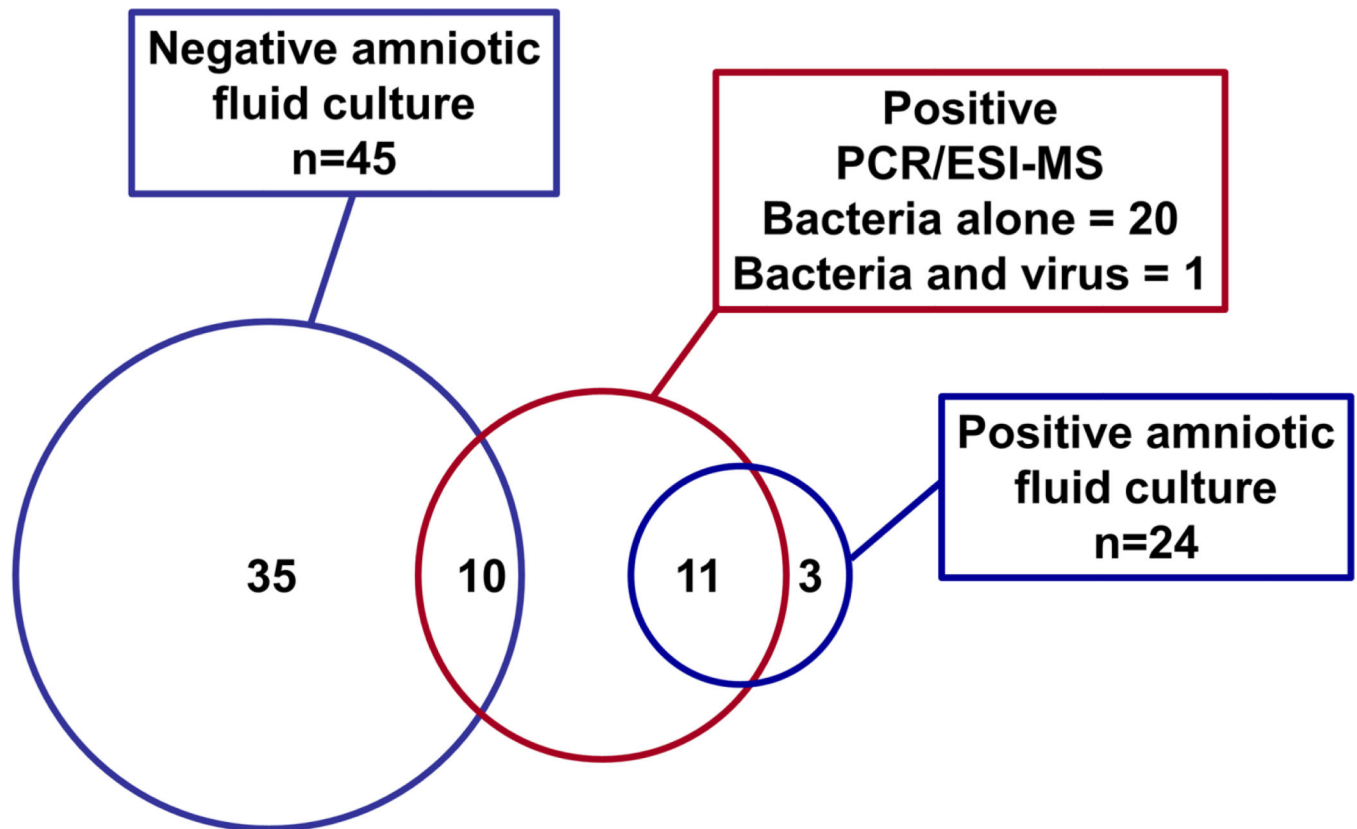 Negative amniotic
fluid culture
n=45
Positive
PCR/ESI-MS
Bacteria alone = 20
Bacteria and virus = 1
Positive amniotic
fluid culture
n=24
35
10
11
3